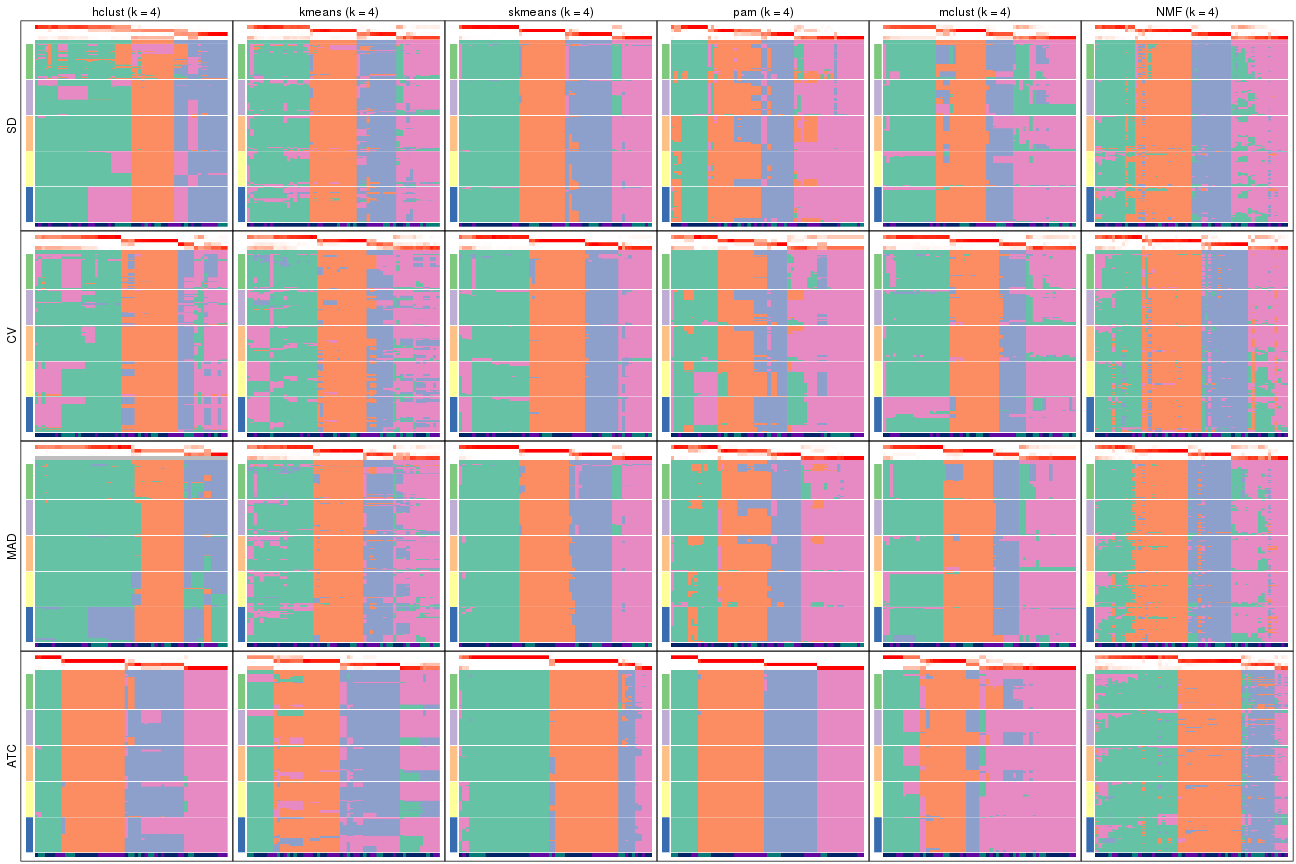 hclust (k = 4) kmeans (k = 4) skmeans (k = 4) pam (k = 4) mclust (k = 4) NMF (k = 4)
SD
CV
MAD
ATC